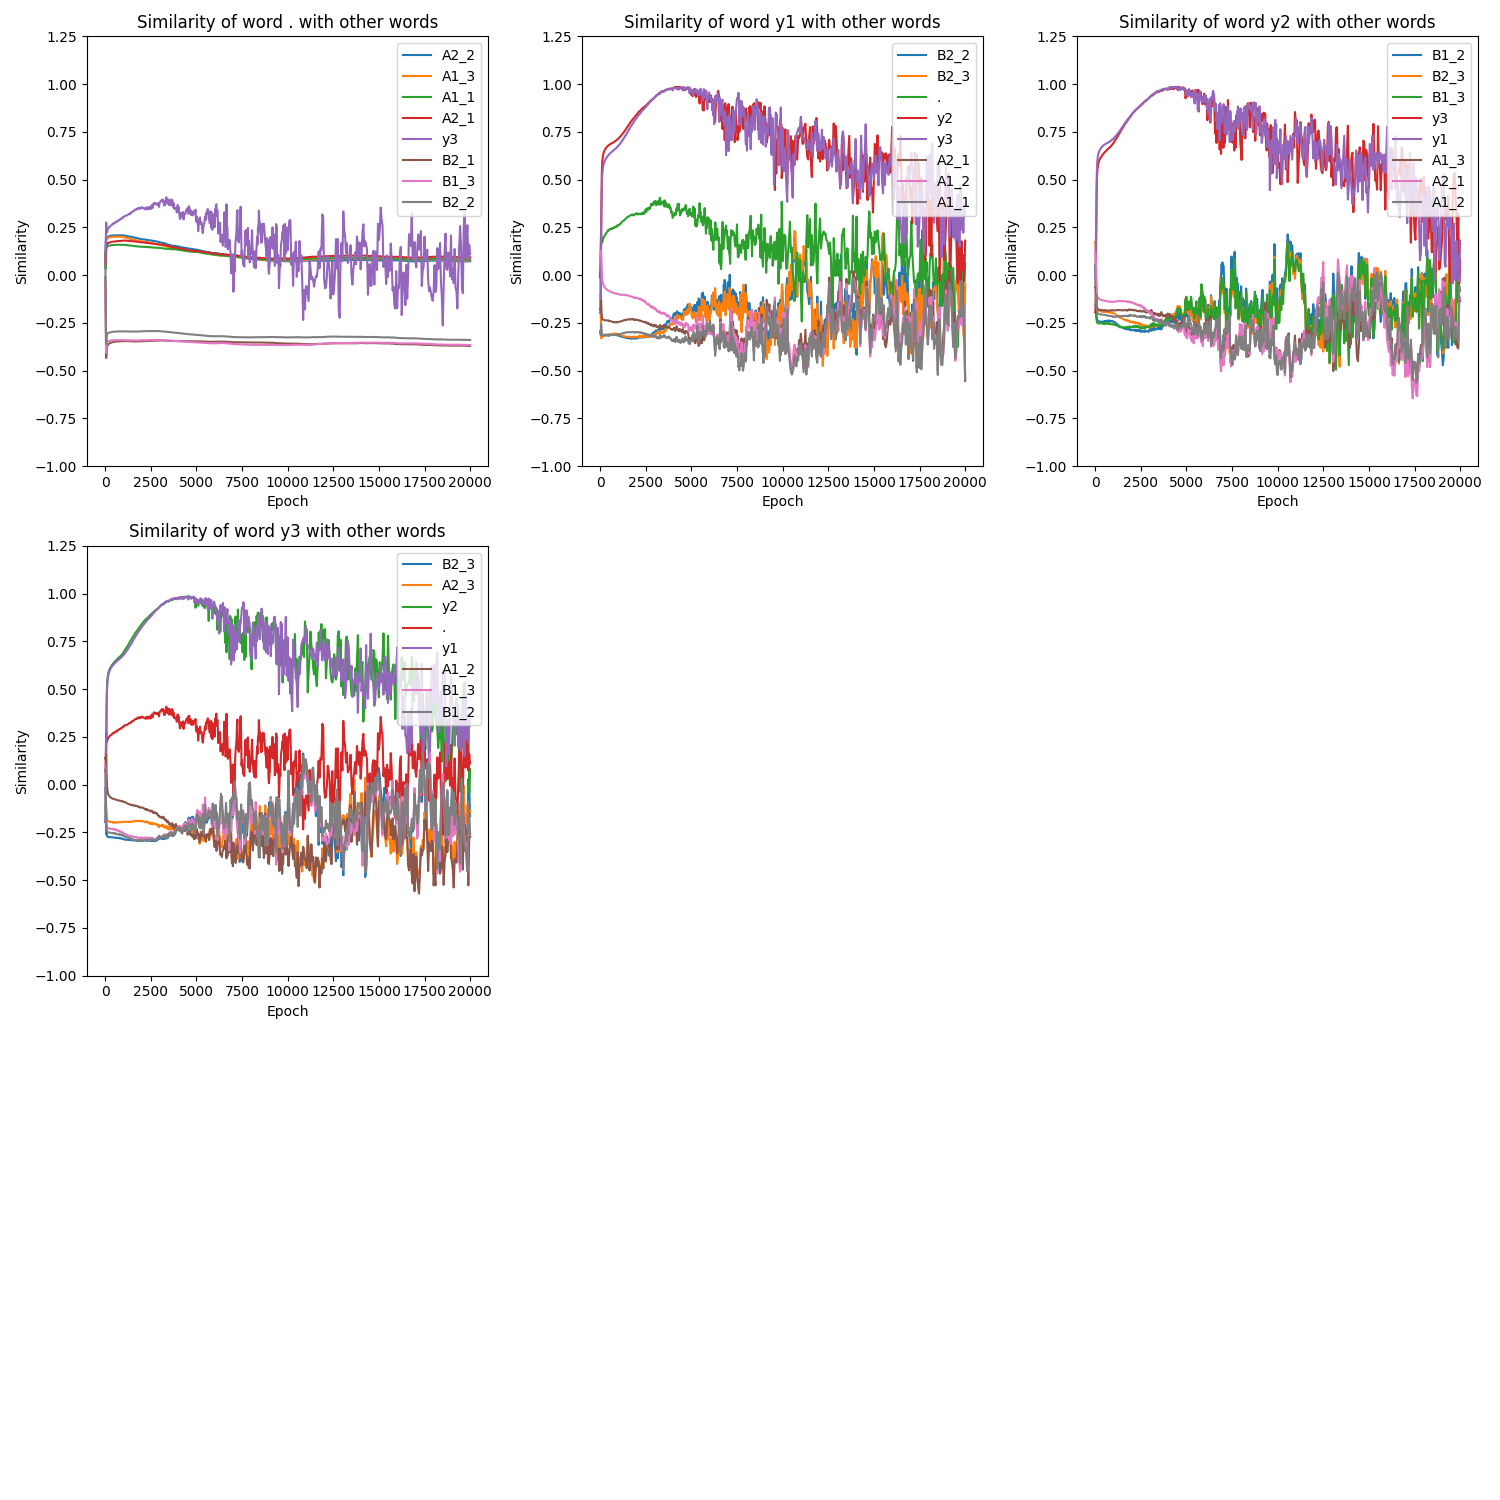 Similarity of word . with other words
1.25
1.00
0.75
0.50
0.25
0.00
−0.25
−0.50
−0.75
−1.00
Similarity
0 2500 5000 7500 10000 12500 15000 17500 20000
Epoch
A2_2
A1_3
A1_1
A2_1
y3
B2_1
B1_3
B2_2
Similarity of word y1 with other words
1.25
1.00
0.75
0.50
0.25
0.00
−0.25
−0.50
−0.75
−1.00
Similarity
0 2500 5000 7500 10000 12500 15000 17500 20000
Epoch
B2_2
B2_3
.
y2
y3
A2_1
A1_2
A1_1
Similarity of word y2 with other words
1.25
1.00
0.75
0.50
0.25
0.00
−0.25
−0.50
−0.75
−1.00
Similarity
0 2500 5000 7500 10000 12500 15000 17500 20000
Epoch
B1_2
B2_3
B1_3
y3
y1
A1_3
A2_1
A1_2
Similarity of word y3 with other words
1.25
1.00
0.75
0.50
0.25
0.00
−0.25
−0.50
−0.75
−1.00
Similarity
0 2500 5000 7500 10000 12500 15000 17500 20000
Epoch
B2_3
A2_3
y2
.
y1
A1_2
B1_3
B1_2